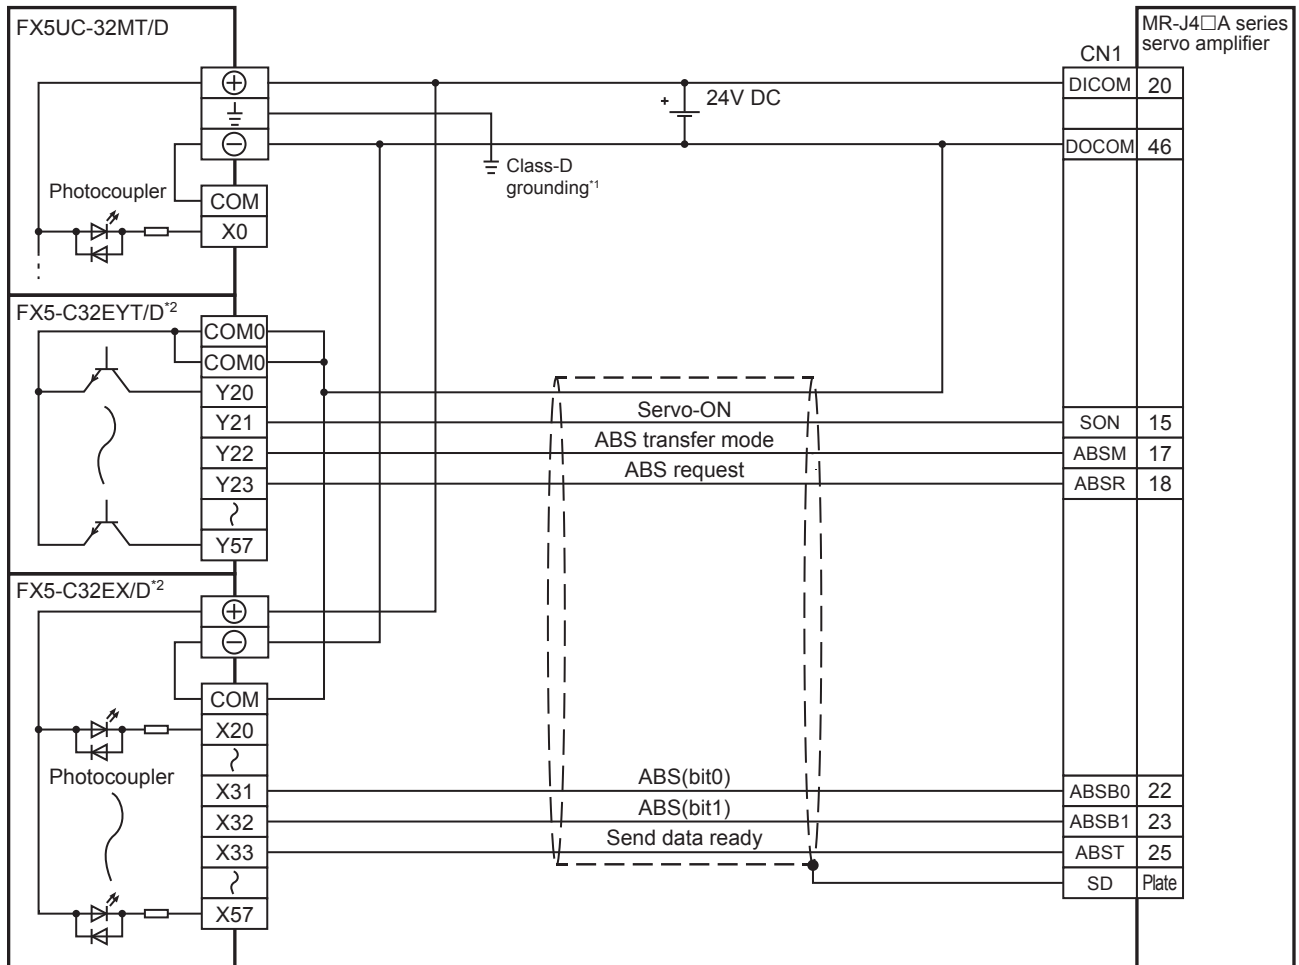 FX5UC-32MT/D
MR-J4□A series
servo amplifier
CN1
DICOM 20
+ 24V DC
DOCOM 46
Class-D
grounding*1
Photocoupler
COM
X0
FX5-C32EYT/D*2
COM0
COM0
Y20
Y21 Servo-ON SON 15
Y22 ABS transfer mode ABSM 17
Y23 ABS request ABSR 18
Y57
FX5-C32EX/D*2
COM
X20
Photocoupler
X31 ABS(bit0) ABSB0 22
X32 ABS(bit1) ABSB1 23
X33 Send data ready ABST 25
SD Plate
X57